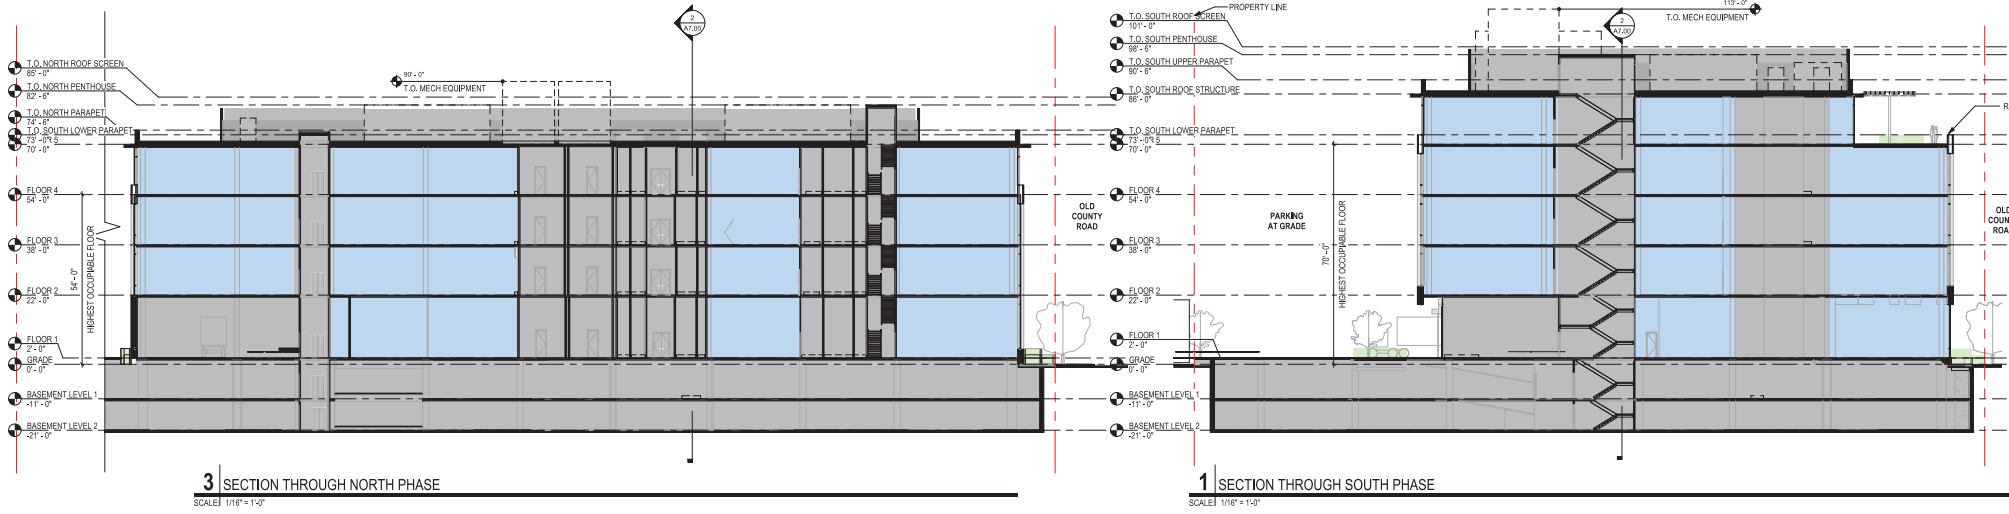 2
A7.00
T.O. NORTH ROOF SCREEN
85' - 0"
T.O. NORTH PENTHOUSE
82' - 6"
T.O. NORTH PARAPET
74' - 6"
T.O. SOUTH LOWER PARAPET
70' - 0"
FLOOR 4
54' - 0"
FLOOR 3
38' - 0"
FLOOR 2
22' - 0"
FLOOR 1
2' - 0"
GRADE
0' - 0"
BASEMENT LEVEL 1
-11' - 0"
BASEMENT LEVEL 2
-21' - 0"
54' - 0"
HIGHEST OCCUPIABLE FLOOR
90' - 0"
T.O. MECH EQUIPMENT
OLD
COUNTY
ROAD
3 SECTION THROUGH NORTH PHASE
SCALE: 1/16" = 1'-0"
PROPERTY LINE
T.O. SOUTH ROOF SCREEN
101' - 0"
T.O. SOUTH PENTHOUSE
98' - 6"
T.O. SOUTH UPPER PARAPET
90' - 6"
T.O. SOUTH ROOF STRUCTURE
86' - 0"
T.O. SOUTH LOWER PARAPET
70' - 0"
FLOOR 4
54' - 0"
FLOOR 3
38' - 0"
FLOOR 2
22' - 0"
FLOOR 1
2' - 0"
GRADE
0' - 0"
BASEMENT LEVEL 1
-11' - 0"
BASEMENT LEVEL 2
-21' - 0"
PARKING
AT GRADE
70' - 0"
HIGHEST OCCUPIABLE FLOOR
2
A7.00
113' - 0"
T.O. MECH EQUIPMENT
R
OLD
COUN
ROA
1 SECTION THROUGH SOUTH PHASE
SCALE: 1/16" = 1'-0"